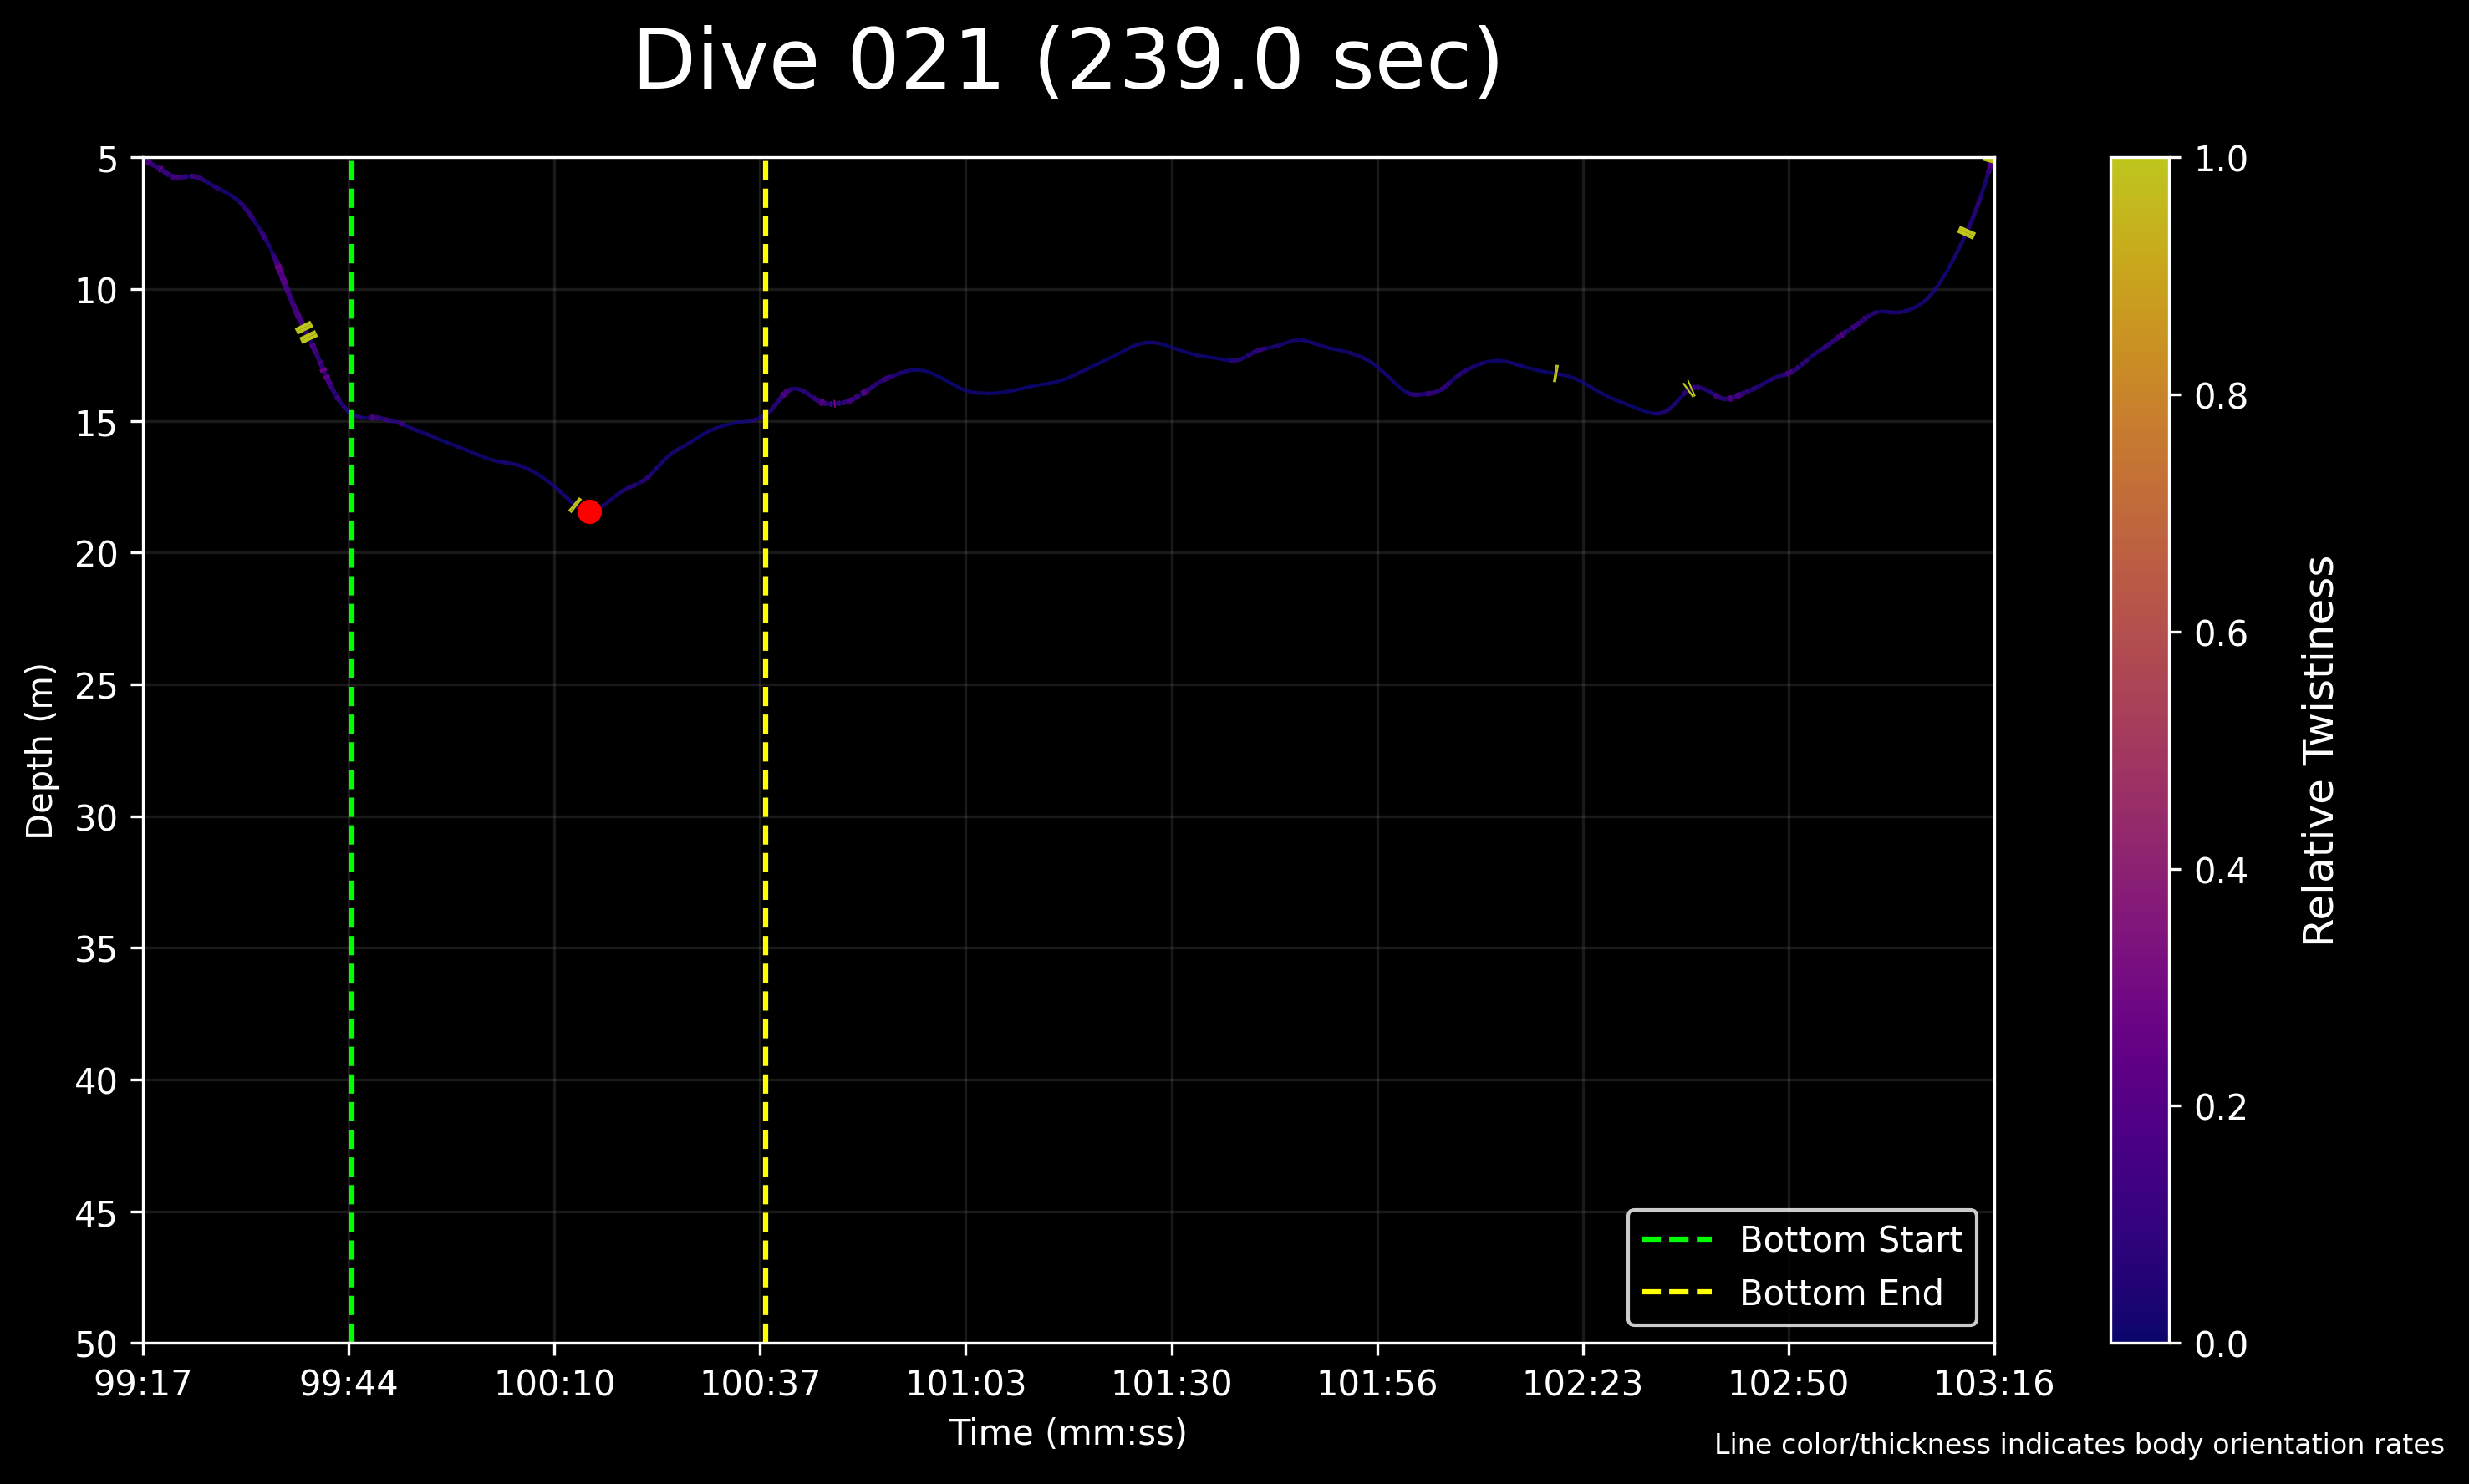 Dive 021 (239.0 sec)
5
10
15
20
25
30
35
40
45
50
Depth (m)
99:17 99:44 100:10 100:37 101:03 101:30 101:56 102:23 102:50 103:16
Time (mm:ss)
Bottom Start
Bottom End
1.0
0.8
0.6
0.4
0.2
0.0
Relative Twistiness
Line color/thickness indicates body orientation rates